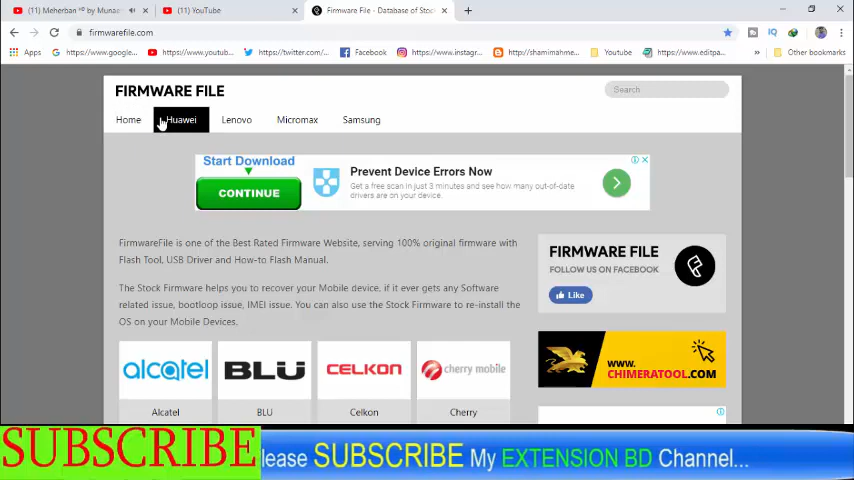 (11) Meherban ᴴᴰ by Munae
(11) YouTube
Firmware File - Database of Stoc
firmwarefile.com
Apps
https://www.google...
https://www.youtub...
https://twitter.com/...
Facebook
https://www.instagr...
http://shamimahme...
Youtube
https://www.editpa...
Other bookmarks
FIRMWARE FILE
Search
Home
Huawei
Lenovo
Micromax
Samsung
Start Download
CONTINUE
Prevent Device Errors Now
Get a free scan in just 3 minutes and see how many out-of-date
drivers are on your device.
FirmwareFile is one of the Best Rated Firmware Website, serving 100% original firmware with
Flash Tool, USB Driver and How-to Flash Manual.
The Stock Firmware helps you to recover your Mobile device, if it ever gets any Software
related issue, bootloop issue, IMEI issue. You can also use the Stock Firmware to re-install the
OS on your Mobile Devices.
FIRMWARE FILE
FOLLOW US ON FACEBOOK
Like
WWW.
CHIMERATOOL.COM
alcatel
BLU
CELKON
cherry mobile
Alcatel
BLU
Celkon
Cherry
SUBSCRIBE
lease SUBSCRIBE My EXTENSION BD Channel...